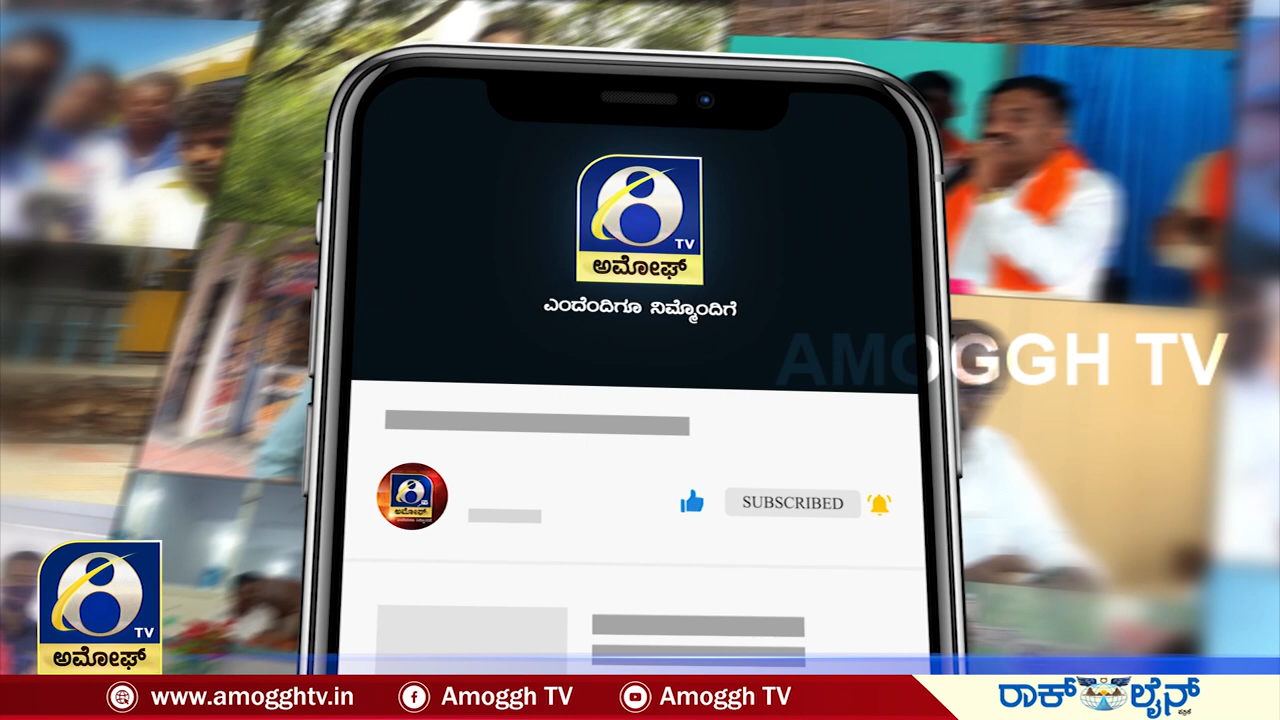 TV
ಅಮೋಘ್
ಎಂದೆಂದಿಗೂ ನಿಮ್ಮೊಂದಿಗೆ
AMOGGH TV
SUBSCRIBED
TV
ಅಮೋಘ್
www.amogghtv.in
Amoggh TV
Amoggh TV
ರಾಕ್ ಲೈನ್